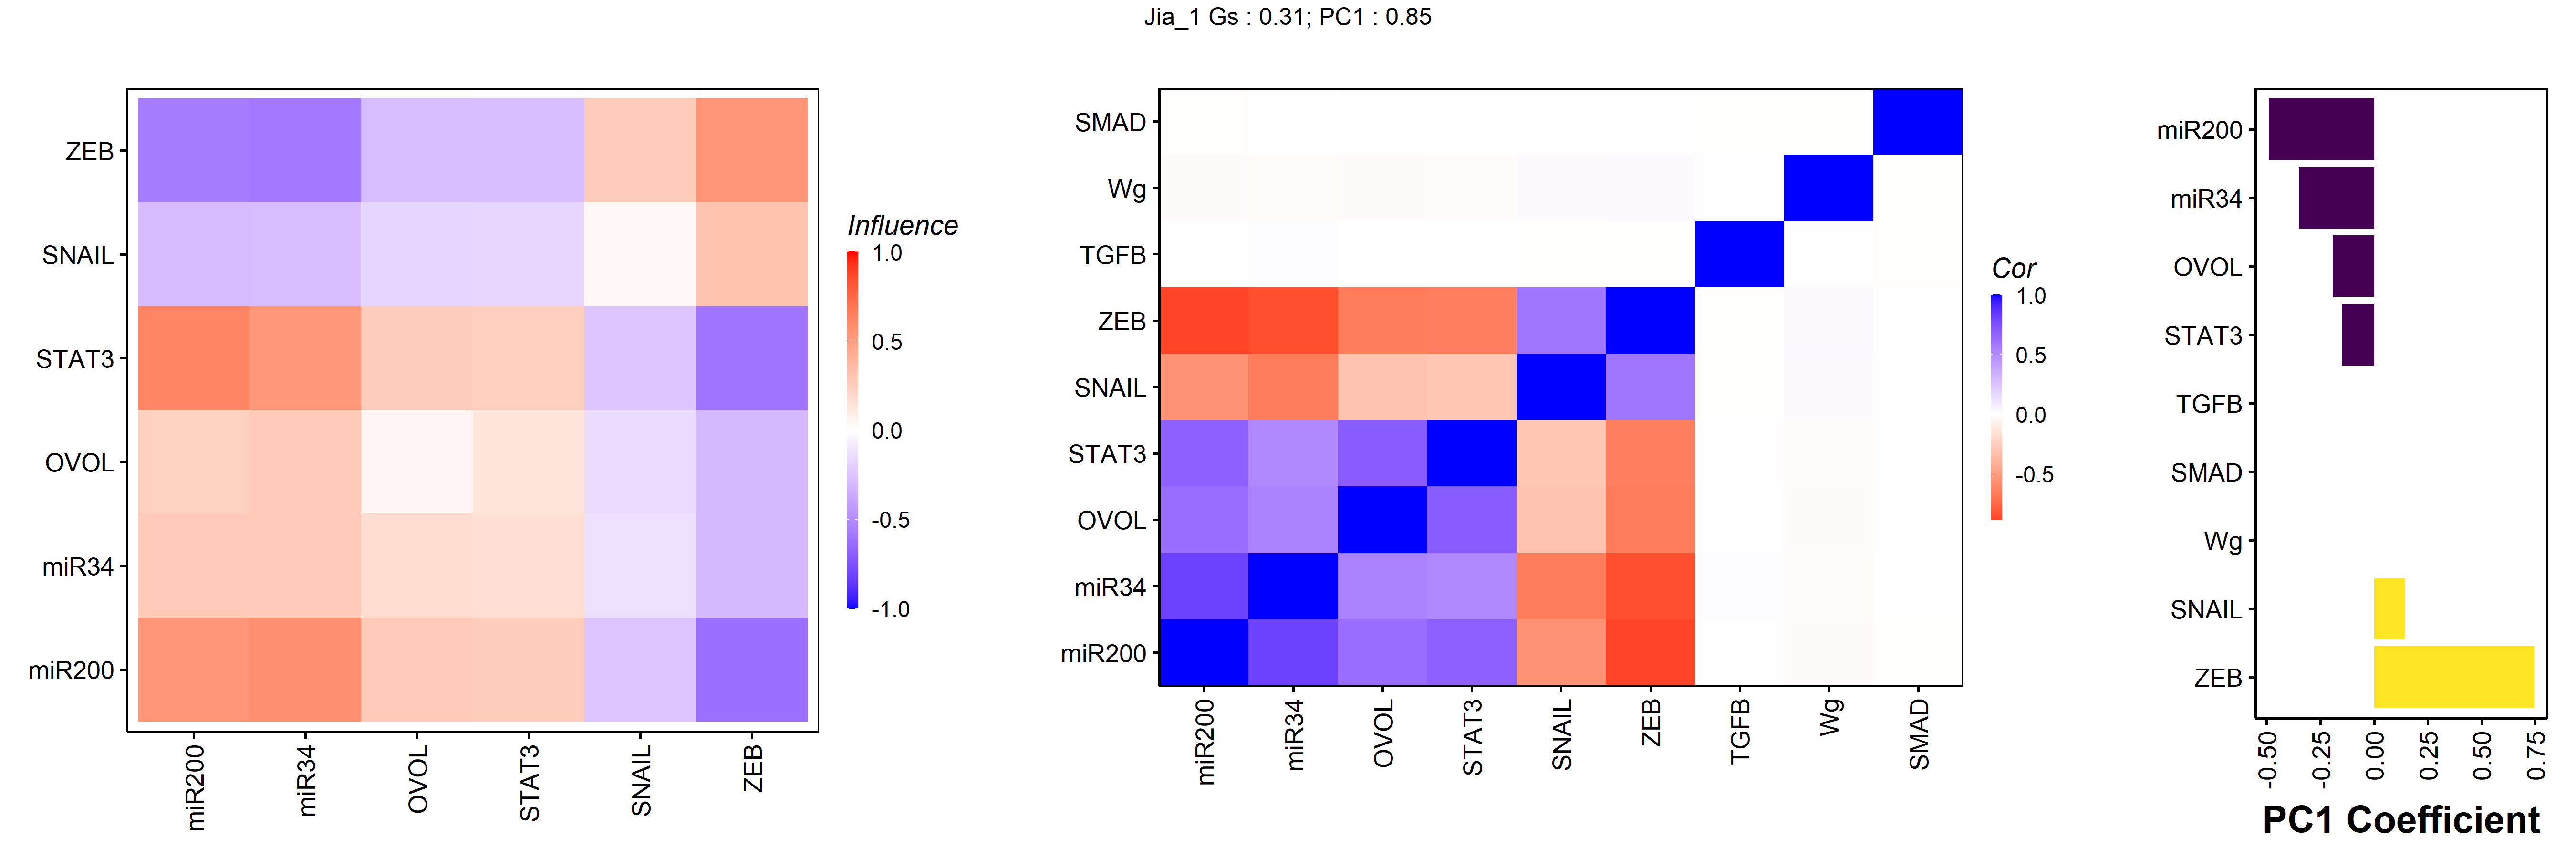 Jia_1 Gs : 0.31; PC1 : 0.85
ZEB
SNAIL
STAT3
OVOL
miR34
miR200
miR200
miR34
OVOL
STAT3
SNAIL
ZEB
Influence
1.0
0.5
0.0
-0.5
-1.0
SMAD
Wg
TGFB
ZEB
SNAIL
STAT3
OVOL
miR34
miR200
miR200
miR34
OVOL
STAT3
SNAIL
ZEB
TGFB
Wg
SMAD
Cor
1.0
0.5
0.0
-0.5
miR200
miR34
OVOL
STAT3
TGFB
SMAD
Wg
SNAIL
ZEB
-0.50
-0.25
0.00
0.25
0.50
0.75
PC1 Coefficient